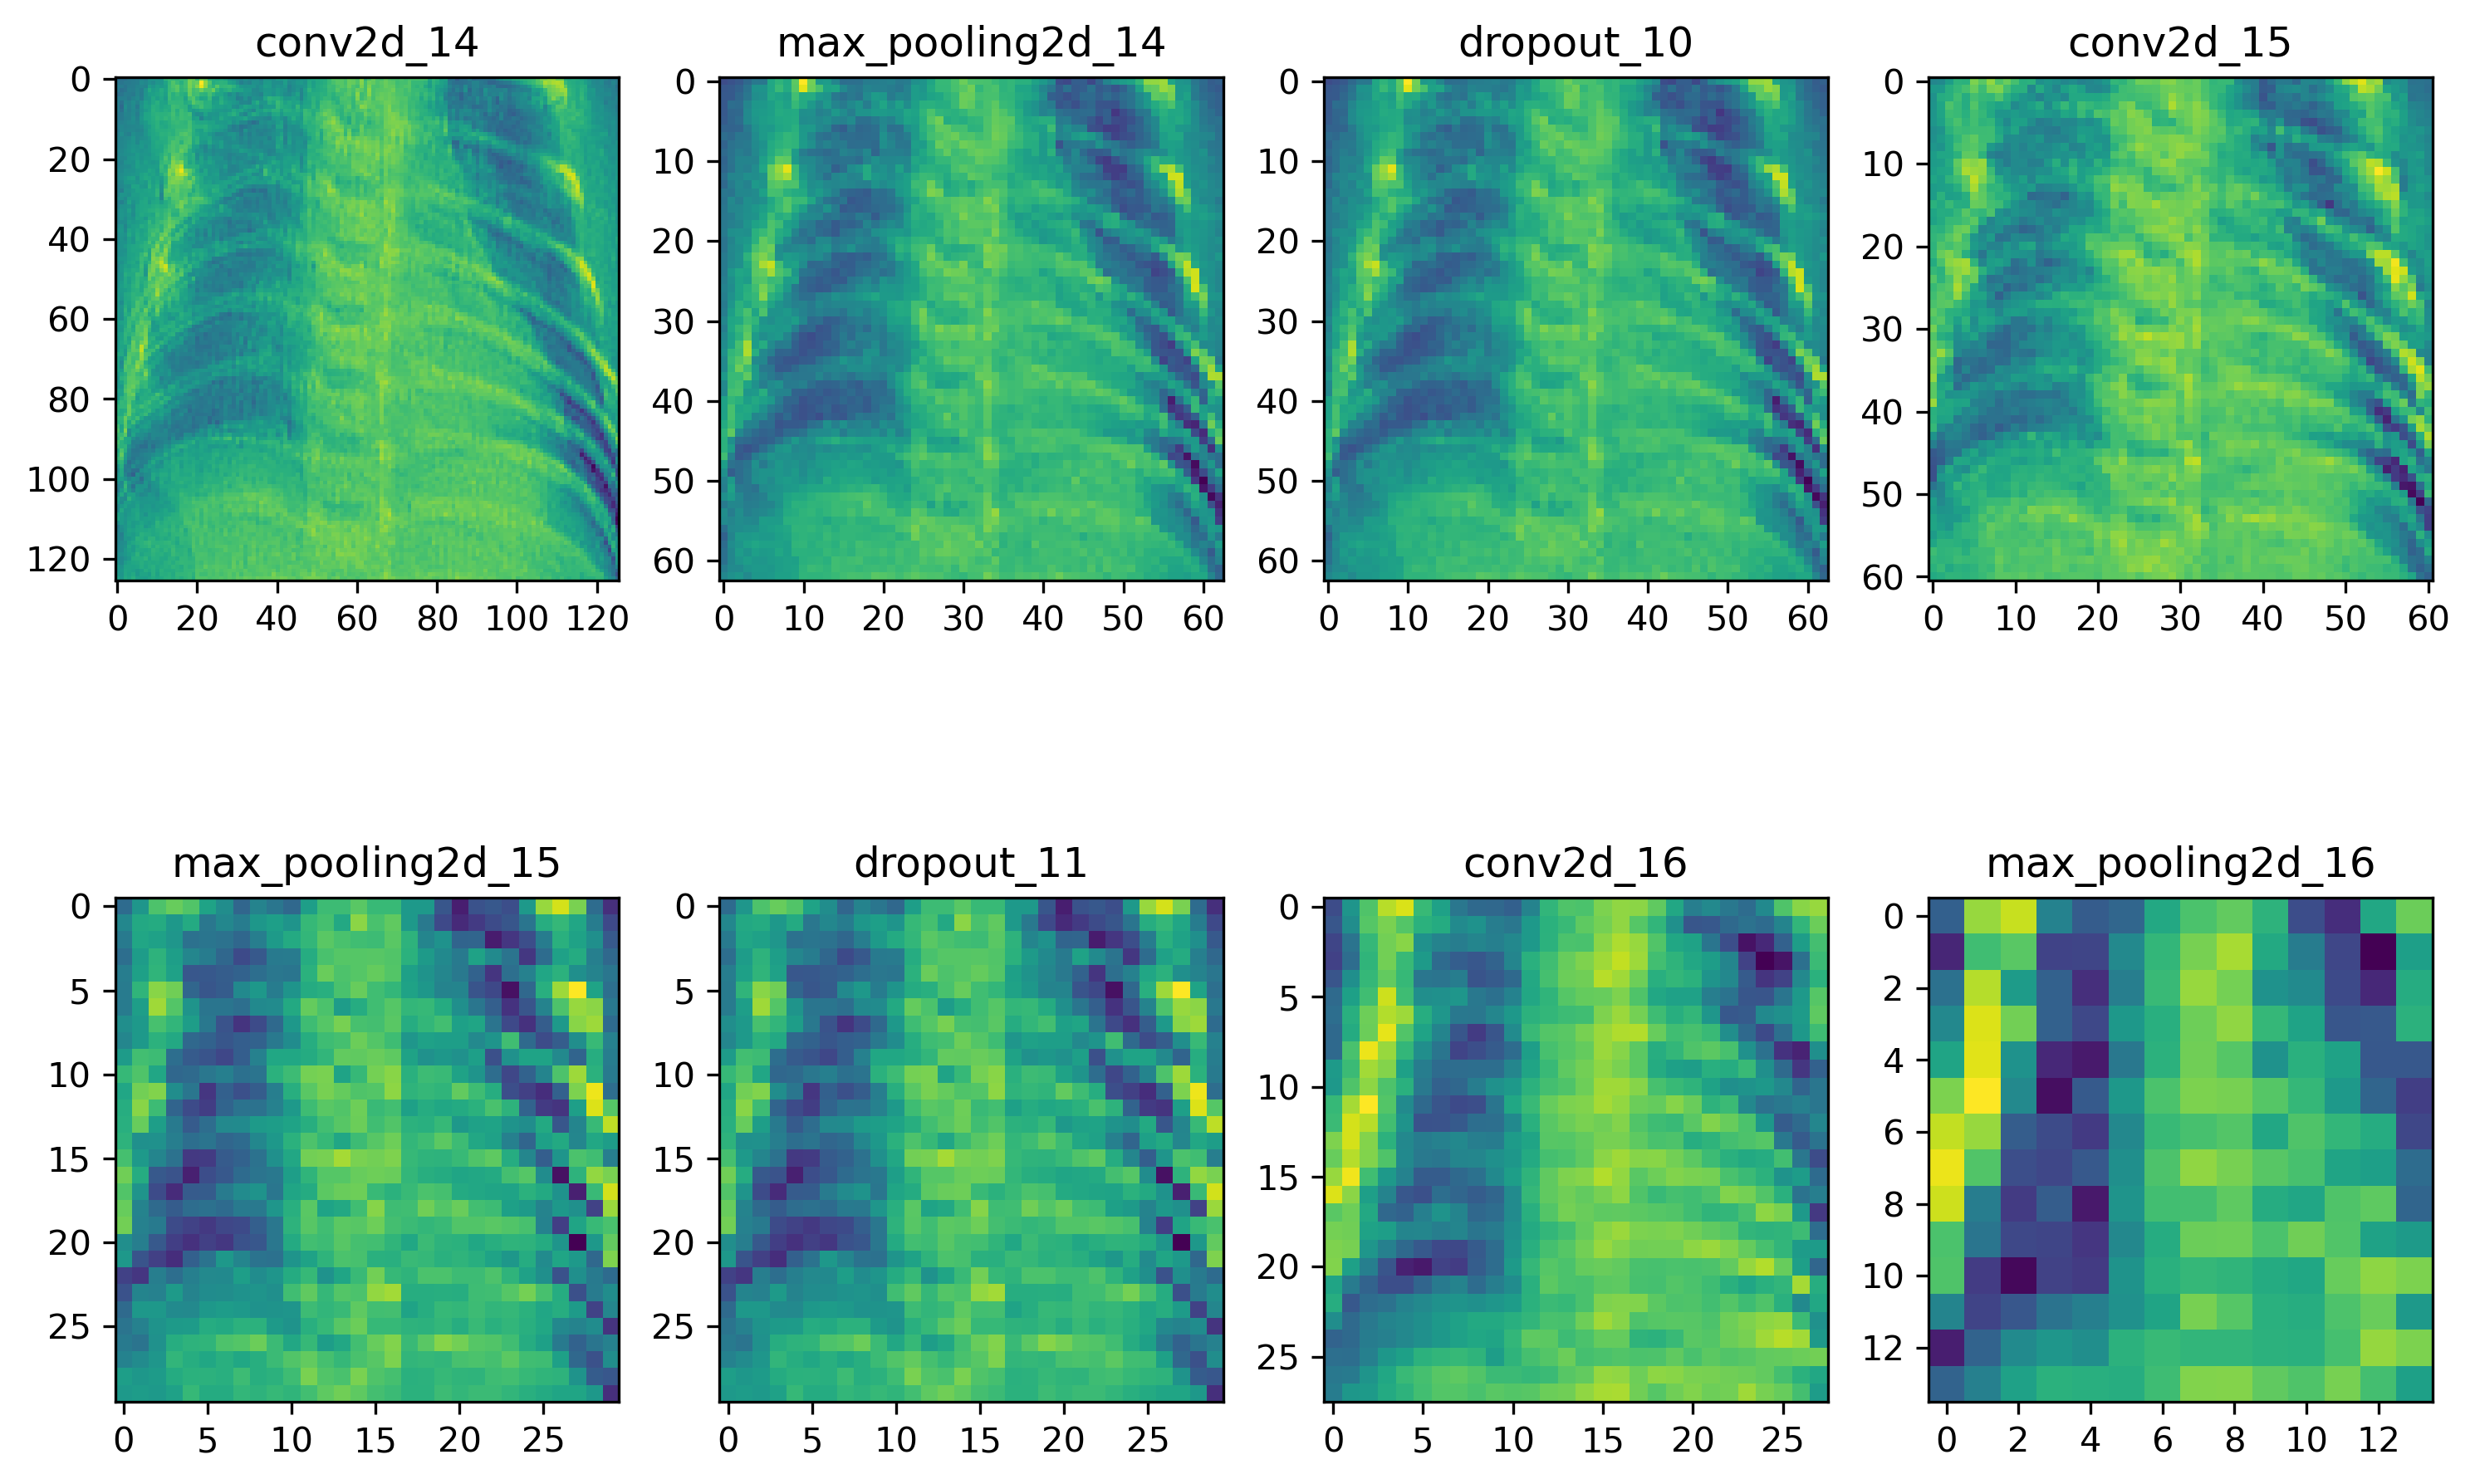 conv2d_14 max_pooling2d_14 dropout_10 conv2d_15
0 0 0 0
20 10 10 10
40 20 20 20
60 30 30 30
80 40 40 40
100 50 50 50
120 60 60 60
0 20 40 60 80 100 120 0 10 20 30 40 50 60 0 10 20 30 40 50 60 0 10 20 30 40 50 60
max_pooling2d_15 dropout_11 conv2d_16 max_pooling2d_16
0 0 0 0
5 5 5 2
10 10 10 4
15 15 15 6
20 20 20 8
25 25 25 10
12
0 5 10 15 20 25 0 5 10 15 20 25 0 5 10 15 20 25 0 2 4 6 8 10 12